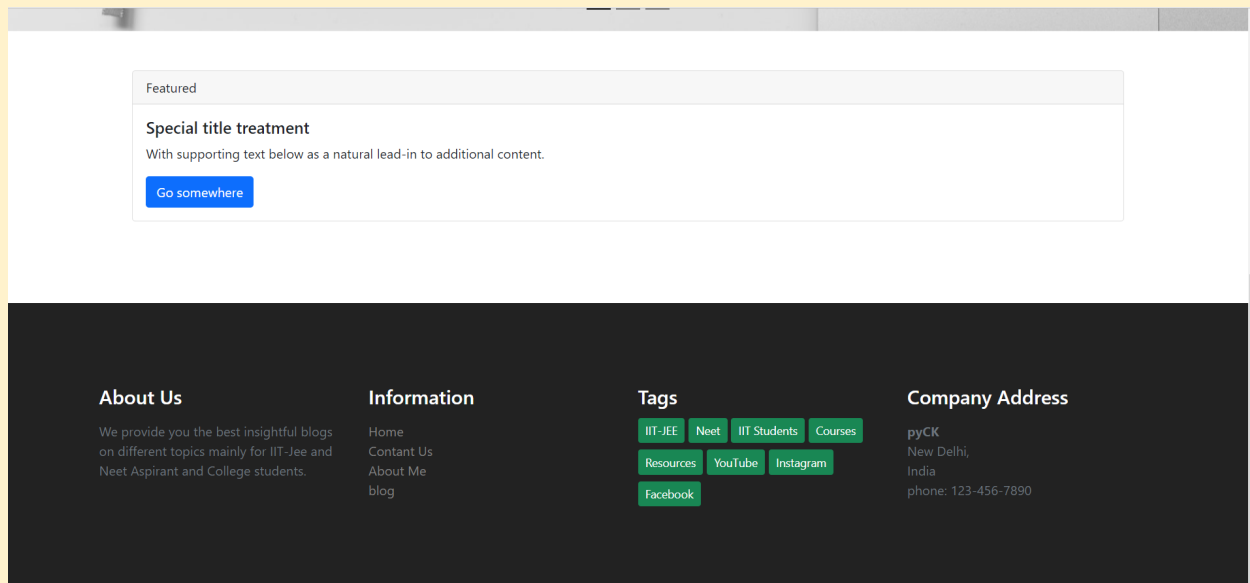 Featured
Special title treatment
With supporting text below as a natural lead-in to additional content.
Go somewhere
About Us
We provide you the best insightful blogs
on different topics mainly for IIT-Jee and
Neet Aspirant and College students.
Information
Home
Contant Us
About Me
blog
Tags
IIT-JEE Neet IIT Students Courses
Resources YouTube Instagram
Facebook
Company Address
pyCK
New Delhi,
India
phone: 123-456-7890